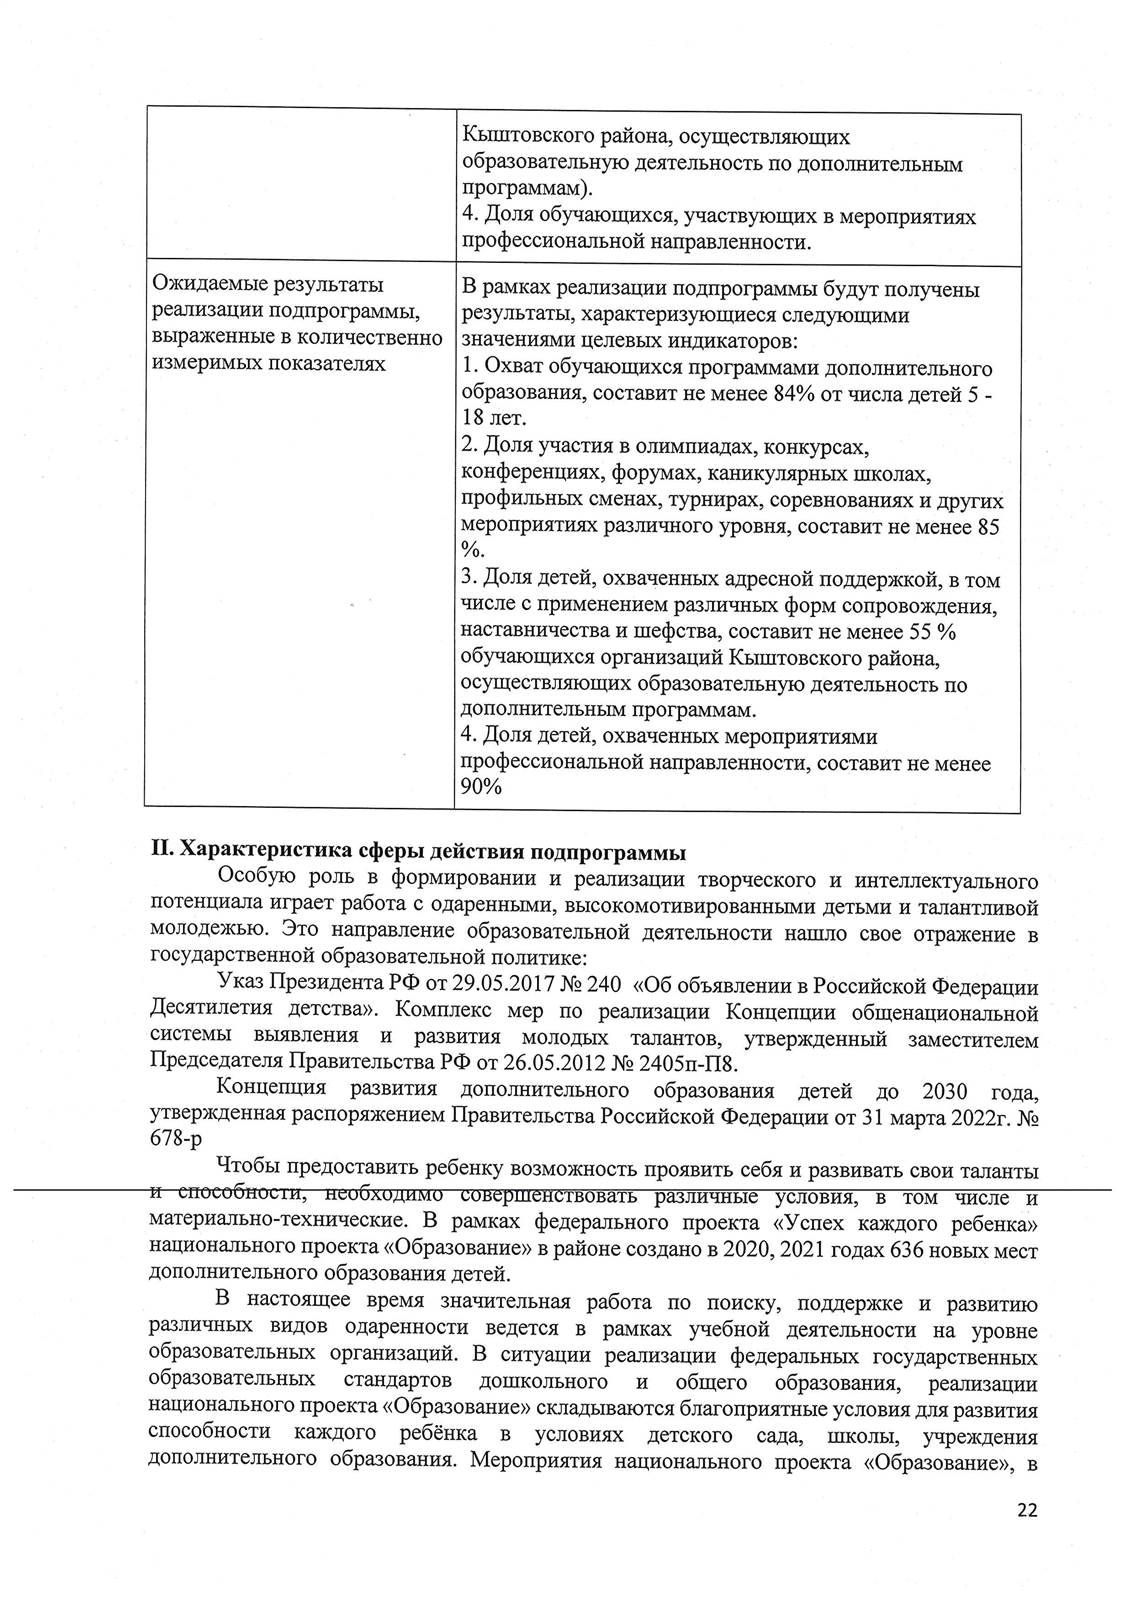 Кыштовского района, осуществляющих
образовательную деятельность по дополнительным
программам).
4. Доля обучающихся, участвующих в мероприятиях
профессиональной направленности.
Ожидаемые результаты
реализации подпрограммы,
выраженные в количественно
измеримых показателях
В рамках реализации подпрограммы будут получены
результаты, характеризующиеся следующими
значениями целевых индикаторов:
1. Охват обучающихся программами дополнительного
образования, составит не менее 84% от числа детей 5 -
18 лет.
2. Доля участия в олимпиадах, конкурсах,
конференциях, форумах, каникулярных школах,
профильных сменах, турнирах, соревнованиях и других
мероприятиях различного уровня, составит не менее 85
%.
3. Доля детей, охваченных адресной поддержкой, в том
числе с применением различных форм сопровождения,
наставничества и шефства, составит не менее 55 %
обучающихся организаций Кыштовского района,
осуществляющих образовательную деятельность по
дополнительным программам.
4. Доля детей, охваченных мероприятиями
профессиональной направленности, составит не менее
90%
II. Характеристика сферы действия подпрограммы
Особую роль в формировании и реализации творческого и интеллектуального
потенциала играет работа с одаренными, высокомотивированными детьми и талантливой
молодежью. Это направление образовательной деятельности нашло свое отражение в
государственной образовательной политике:
Указ Президента РФ от 29.05.2017 № 240 «Об объявлении в Российской Федерации
Десятилетия детства». Комплекс мер по реализации Концепции общенациональной
системы выявления и развития молодых талантов, утвержденный заместителем
Председателя Правительства РФ от 26.05.2012 № 2405п-П8.
Концепция развития дополнительного образования детей до 2030 года,
утвержденная распоряжением Правительства Российской Федерации от 31 марта 2022г. №
678-р
Чтобы предоставить ребенку возможность проявить себя и развивать свои таланты
и способности, необходимо совершенствовать различные условия, в том числе и
материально-технические. В рамках федерального проекта «Успех каждого ребенка»
национального проекта «Образование» в районе создано в 2020, 2021 годах 636 новых мест
дополнительного образования детей.
В настоящее время значительная работа по поиску, поддержке и развитию
различных видов одаренности ведется в рамках учебной деятельности на уровне
образовательных организаций. В ситуации реализации федеральных государственных
образовательных стандартов дошкольного и общего образования, реализации
национального проекта «Образование» складываются благоприятные условия для развития
способности каждого ребёнка в условиях детского сада, школы, учреждения
дополнительного образования. Мероприятия национального проекта «Образование», в
22